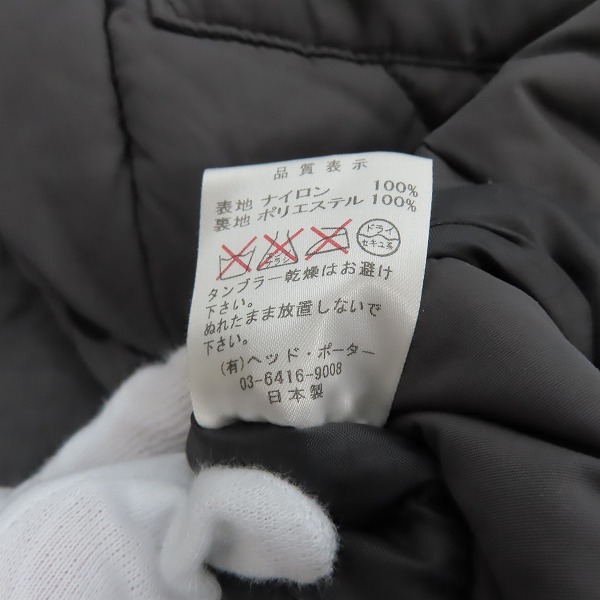 品質表示
表地 ナイロン 100%
裏地 ポリエステル 100%
ドライ
セキユ系
タンブラー乾燥はお避け
下さい。
ぬれたまま放置しないで
下さい。
(有)ヘッド・ポーター
03-6416-9008
日本製